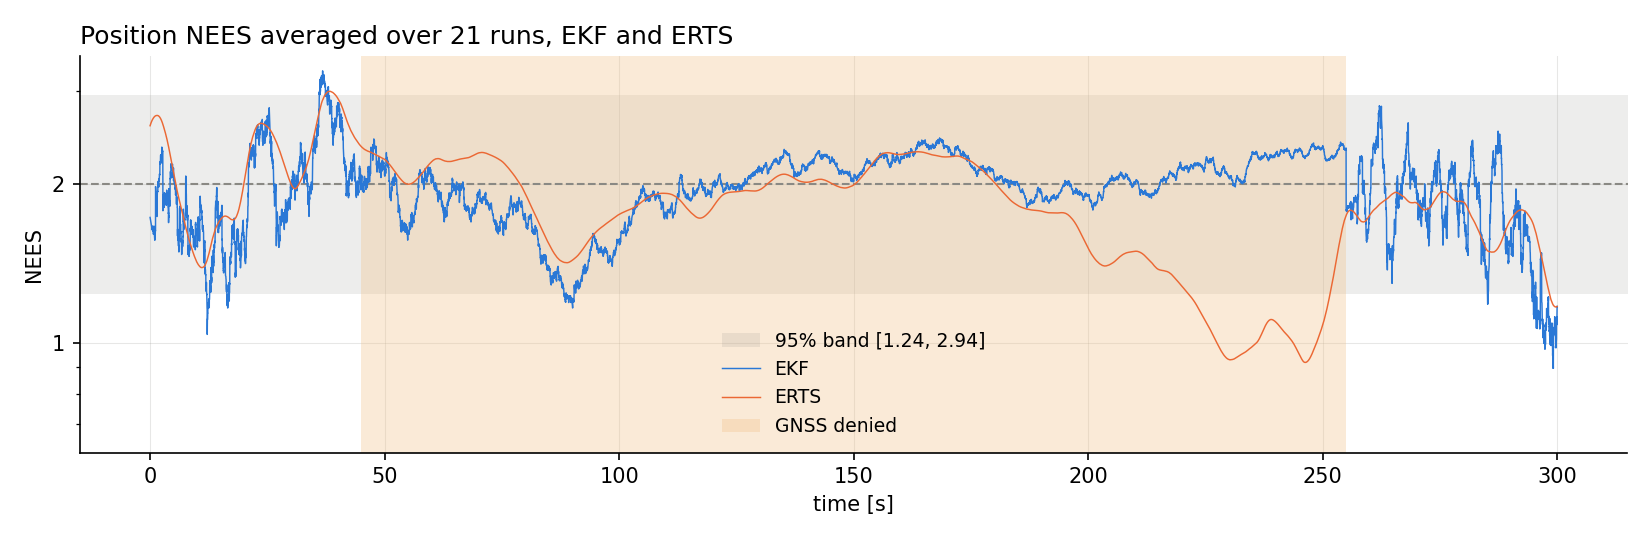 Position NEES averaged over 21 runs, EKF and ERTS
NEES
2
1
95% band [1.24, 2.94]
EKF
ERTS
GNSS denied
0 50 100 150 200 250 300
time [s]